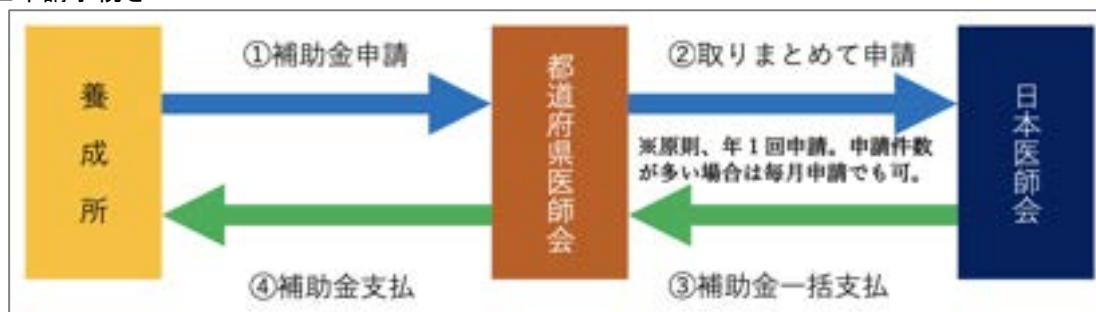 ①補助金申請
②取りまとめて申請
養成所
都道府県医師会
日本医師会
※原則、年1回申請。申請件数
が多い場合は毎月申請でも可。
④補助金支払
③補助金一括支払